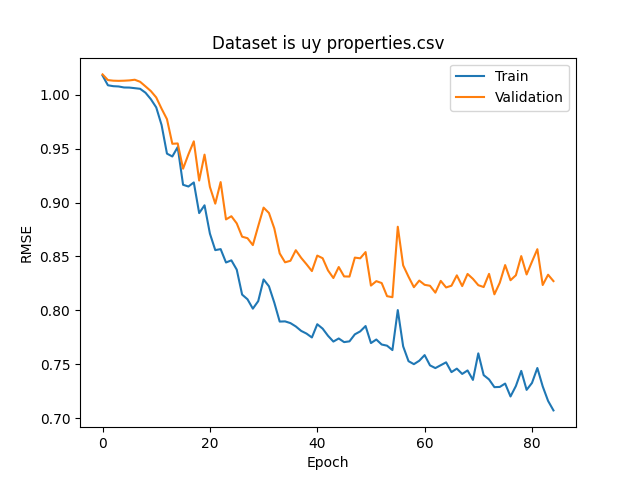 Dataset is uy properties.csv
Train
Validation
1.00
0.95
0.90
0.85
0.80
0.75
0.70
RMSE
0 20 40 60 80
Epoch